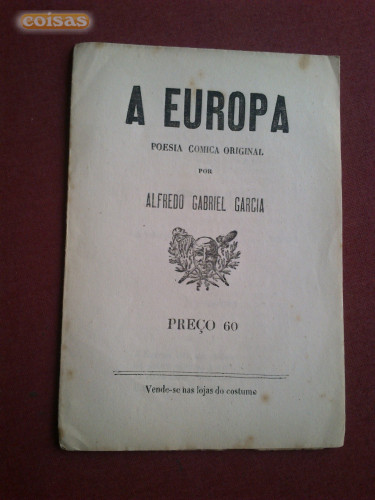 coisas
A EUROPA
POESIA COMICA ORIGINAL
POR
ALFREDO GABRIEL GARCIA
PREÇO 60
Vende-se nas lojas do costume